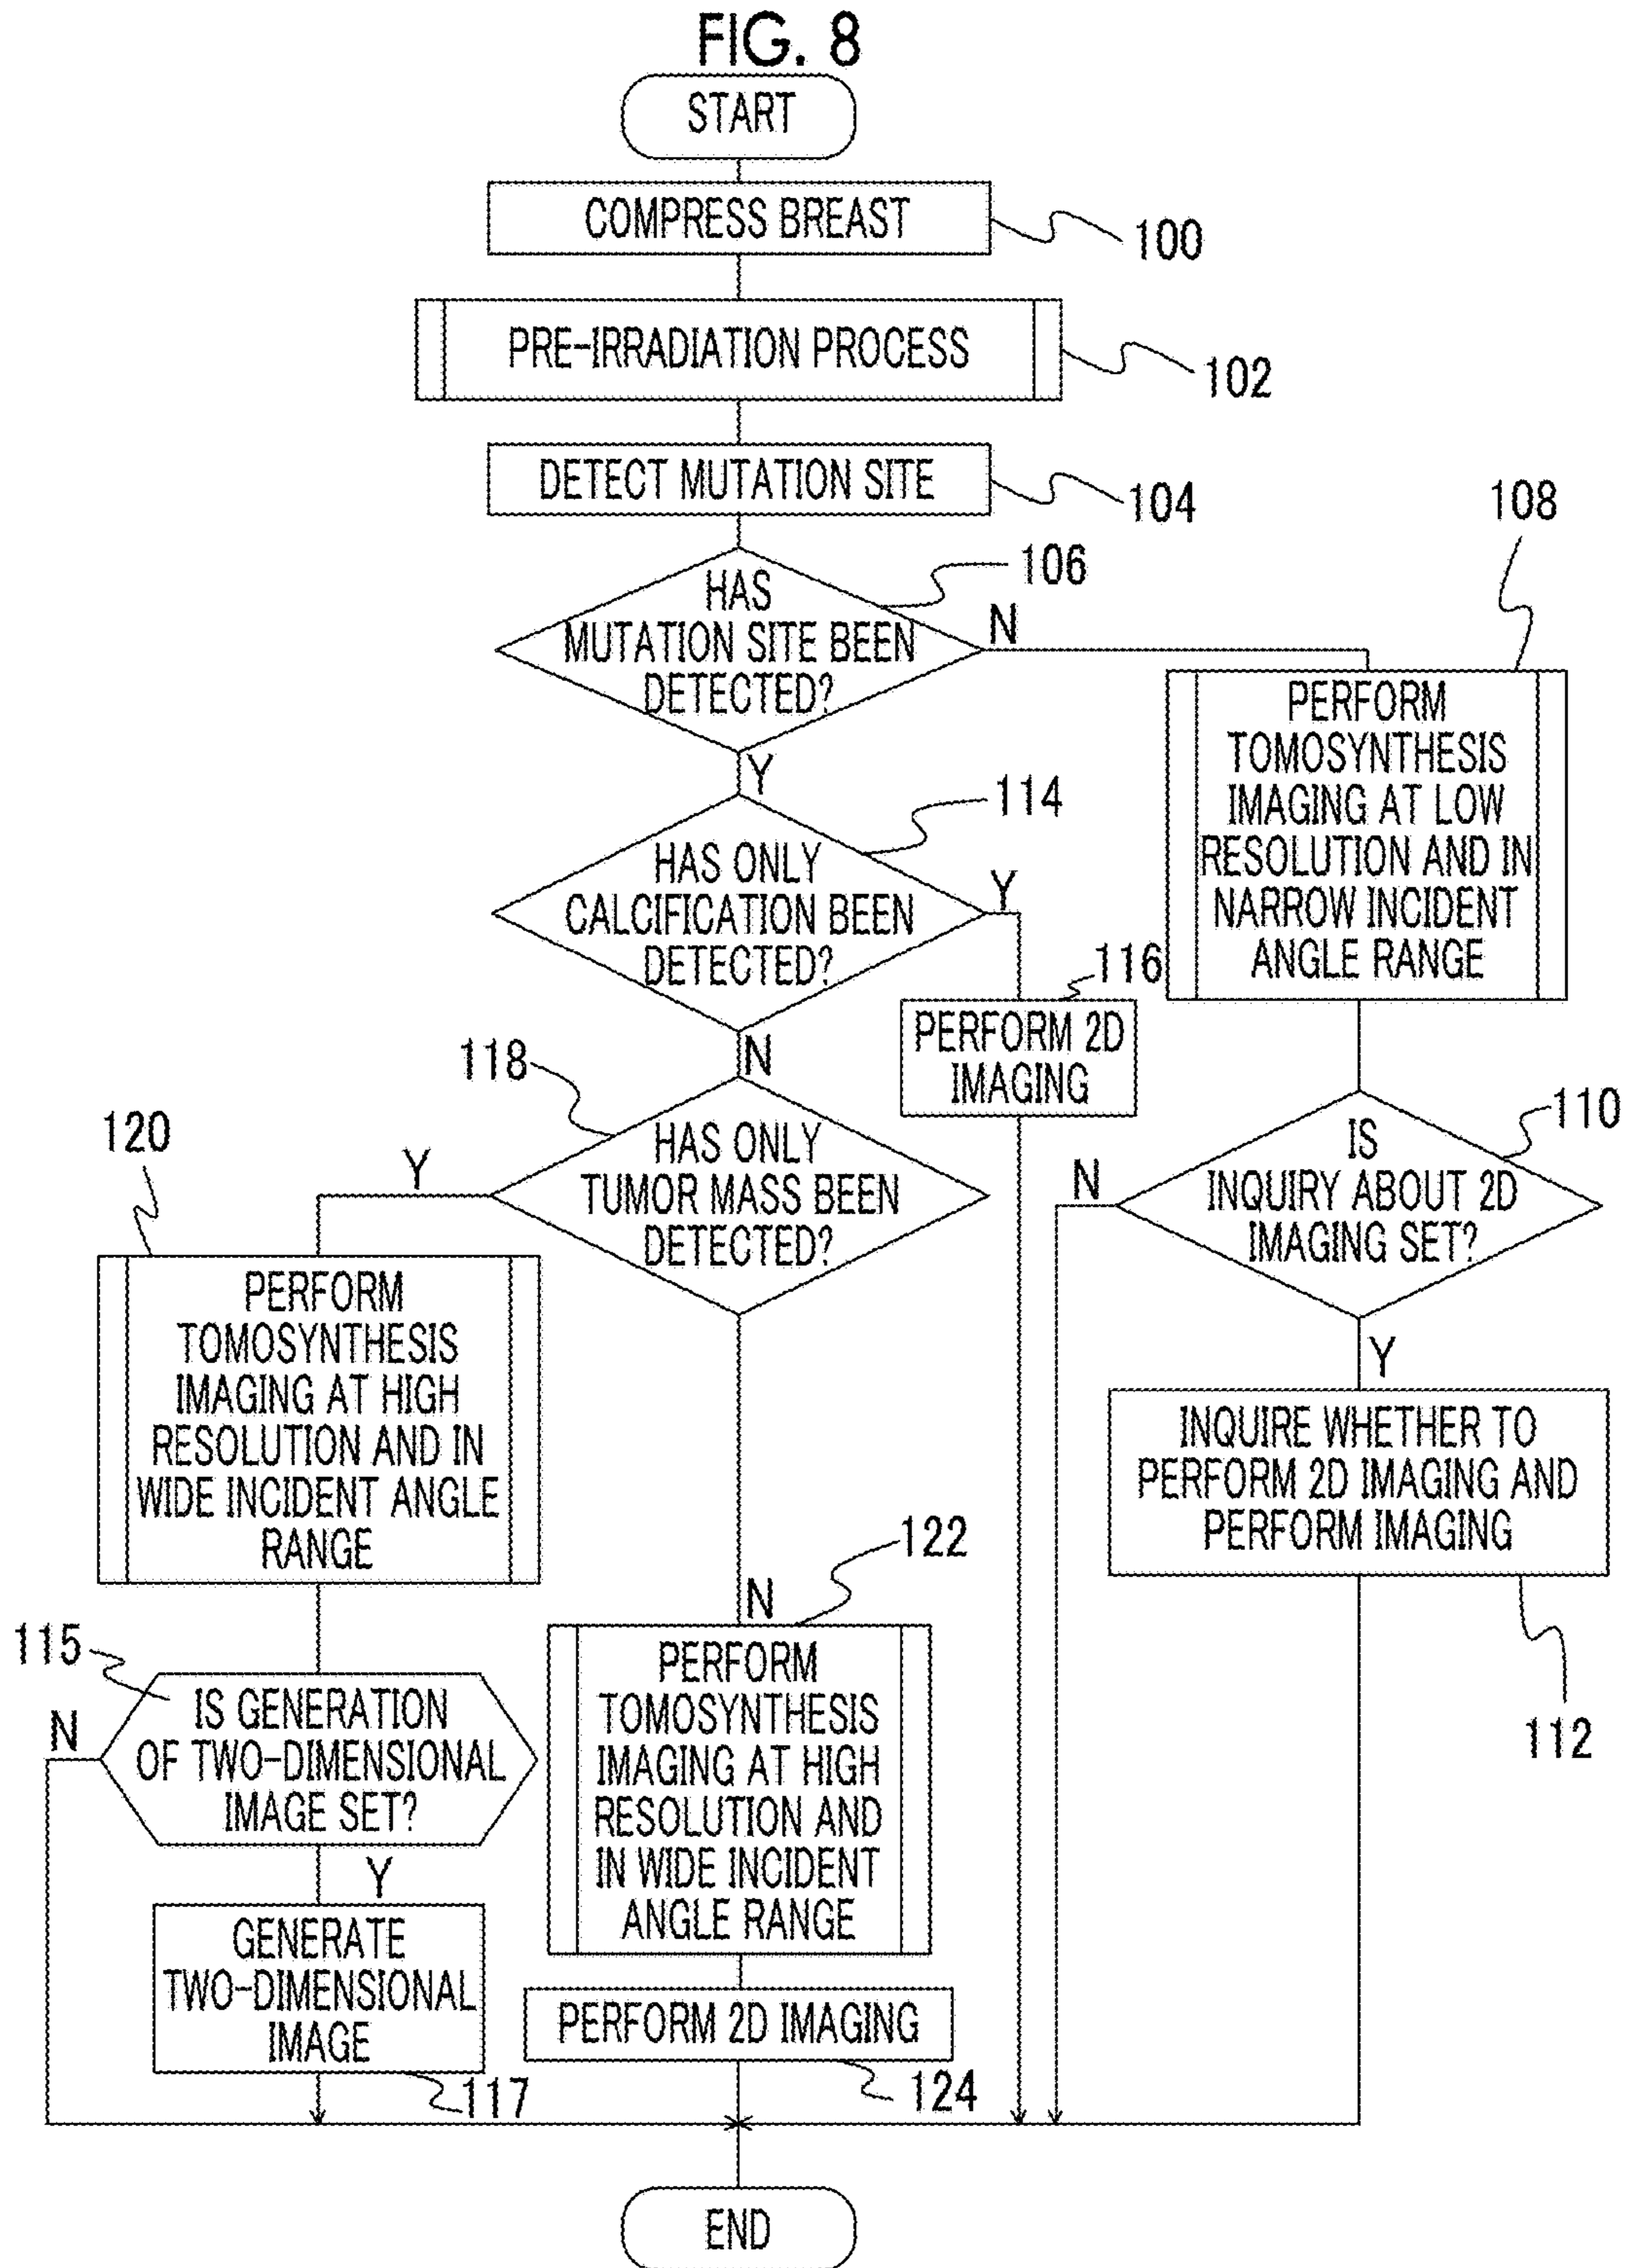 FIG. 8
START
COMPRESS BREAST
100
PRE-IRRADIATION PROCESS
102
DETECT MUTATION SITE
104
106
HAS
MUTATION SITE BEEN
DETECTED?
N
Y
108
PERFORM
TOMOSYNTHESIS
IMAGING AT LOW
RESOLUTION AND IN
NARROW INCIDENT
ANGLE RANGE
114
HAS ONLY
CALCIFICATION BEEN
DETECTED?
Y
N
116
PERFORM 2D
IMAGING
110
IS
INQUIRY ABOUT 2D
IMAGING SET?
N
Y
INQUIRE WHETHER TO
PERFORM 2D IMAGING AND
PERFORM IMAGING
112
118
HAS ONLY
TUMOR MASS BEEN
DETECTED?
Y
N
120
PERFORM
TOMOSYNTHESIS
IMAGING AT HIGH
RESOLUTION AND IN
WIDE INCIDENT ANGLE
RANGE
115
IS GENERATION
OF TWO-DIMENSIONAL
IMAGE SET?
N
Y
GENERATE
TWO-DIMENSIONAL
IMAGE
117
122
PERFORM
TOMOSYNTHESIS
IMAGING AT HIGH
RESOLUTION AND
IN WIDE INCIDENT
ANGLE RANGE
PERFORM 2D IMAGING
124
END